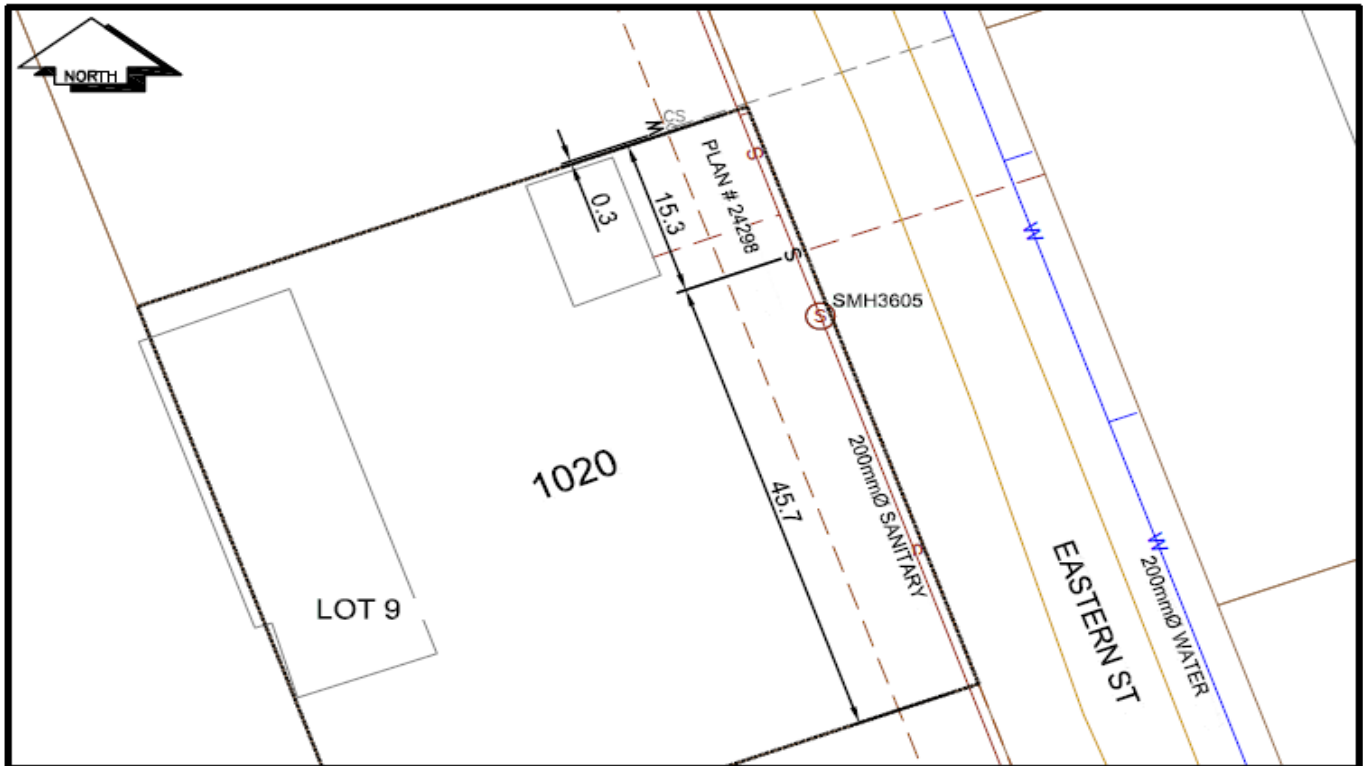 NORTH
CS
W
S
PLAN # 24298
0.3
15.3
S
W
SMH3605
S
1020
45.7
200mmØ SANITARY
LOT 9
EASTERN ST
W
200mmØ WATER